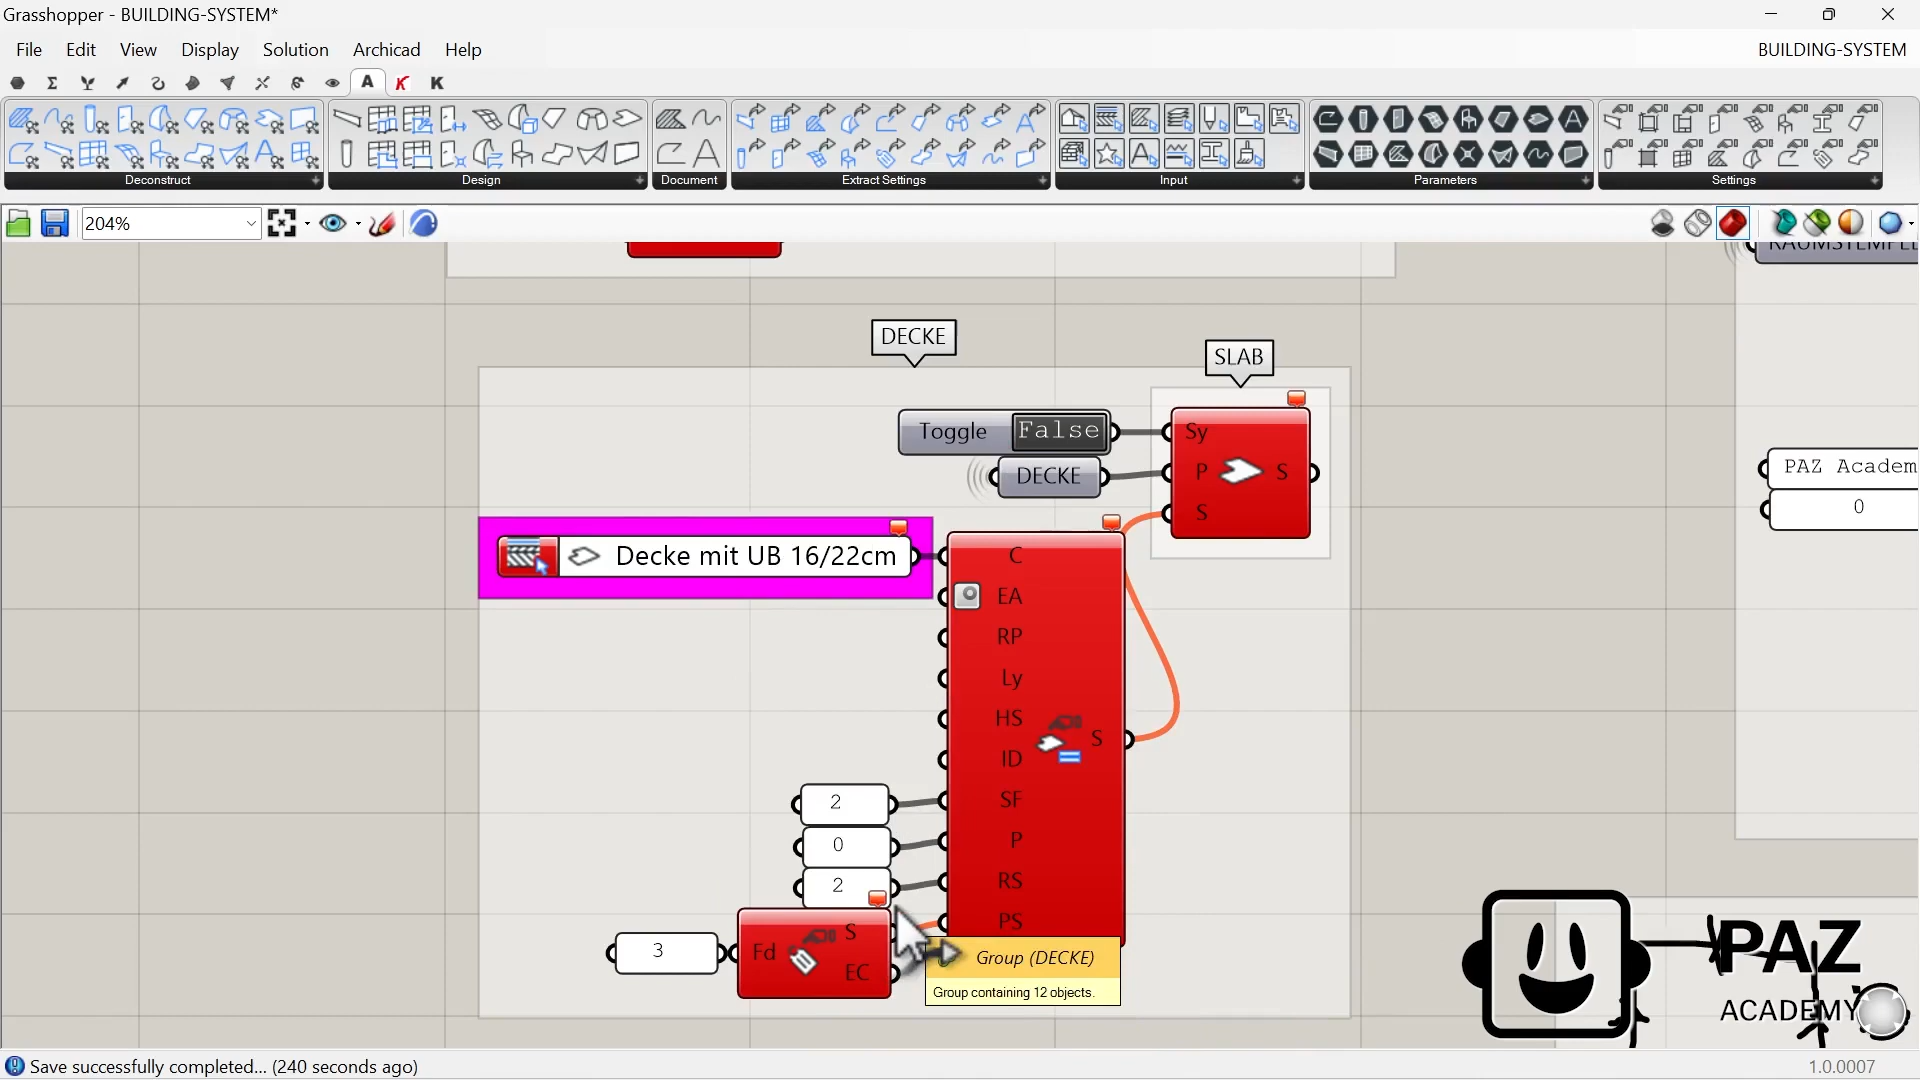 Grasshopper - BUILDING-SYSTEM*
File Edit View Display Solution Archicad Help BUILDING-SYSTEM
A K K
Deconstruct Design Document Extract Settings Input Parameters Settings
204%
RAUMSTEMPEL
DECKE
SLAB
Toggle False
DECKE
Sy
P S
S
PAZ Academ
0
Decke mit UB 16/22cm
C
EA
RP
Ly
HS
ID
SF
P
RS
PS
S
2
0
2
3
Fd S
EC
Group (DECKE)
Group containing 12 objects.
PAZ
ACADEMY
Save successfully completed... (240 seconds ago) 1.0.0007